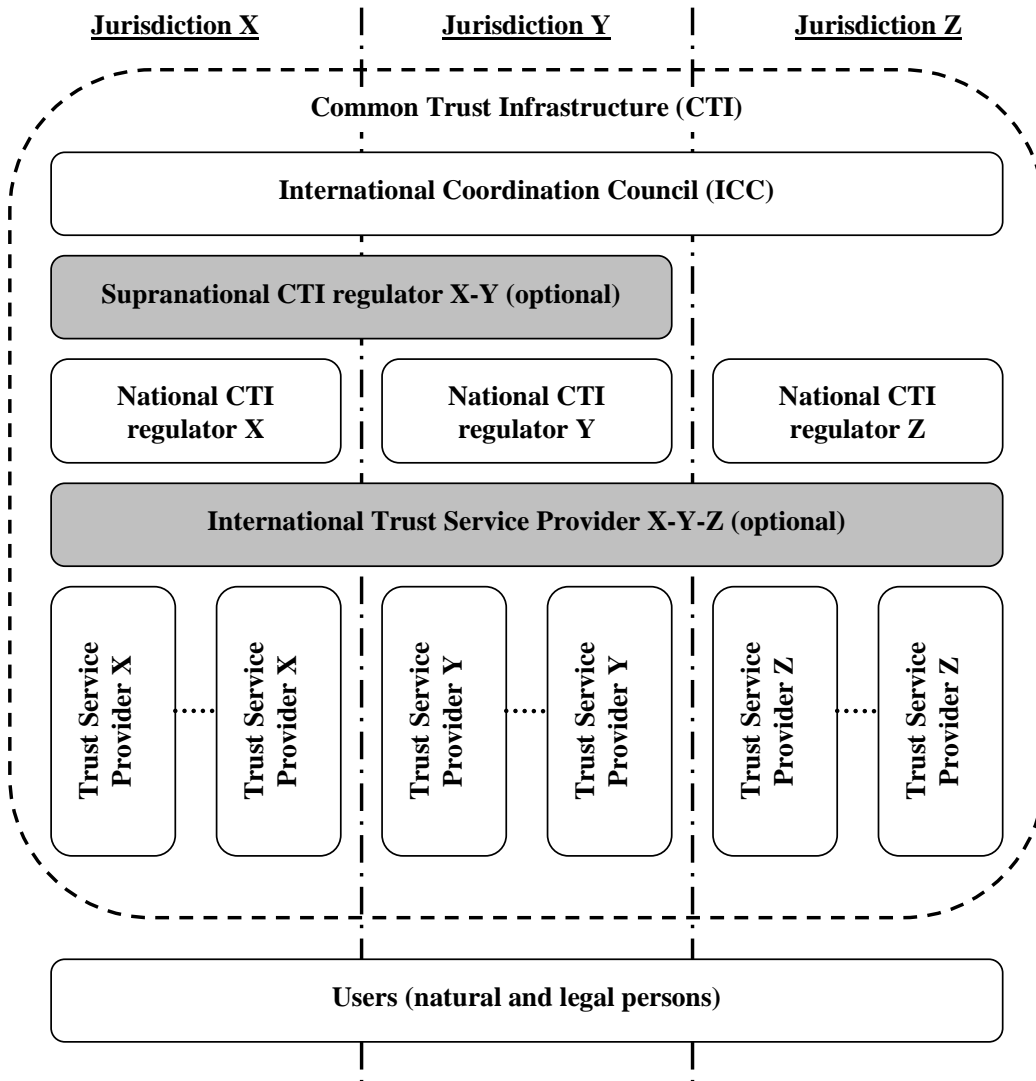 Jurisdiction X
Jurisdiction Y
Jurisdiction Z
Common Trust Infrastructure (CTI)
International Coordination Council (ICC)
Supranational CTI regulator X-Y (optional)
National CTI
regulator X
National CTI
regulator Y
National CTI
regulator Z
International Trust Service Provider X-Y-Z (optional)
Trust Service
Provider X
Trust Service
Provider X
Trust Service
Provider Y
Trust Service
Provider Y
Trust Service
Provider Z
Trust Service
Provider Z
Users (natural and legal persons)